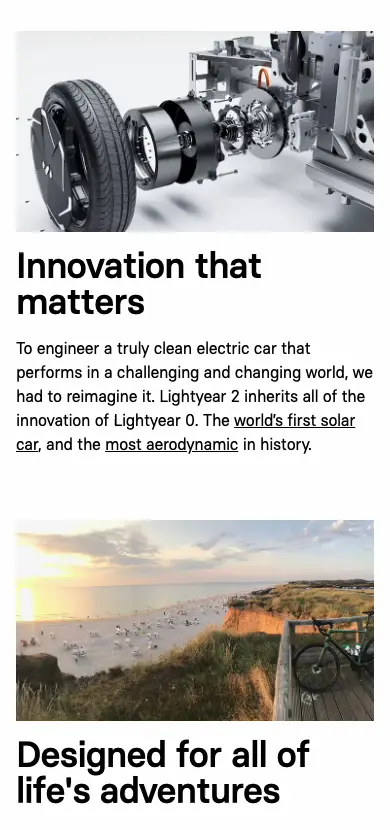 Innovation that
matters
To engineer a truly clean electric car that
performs in a challenging and changing world, we
had to reimagine it. Lightyear 2 inherits all of the
innovation of Lightyear 0. The world’s first solar
car, and the most aerodynamic in history.
Designed for all of
life's adventures